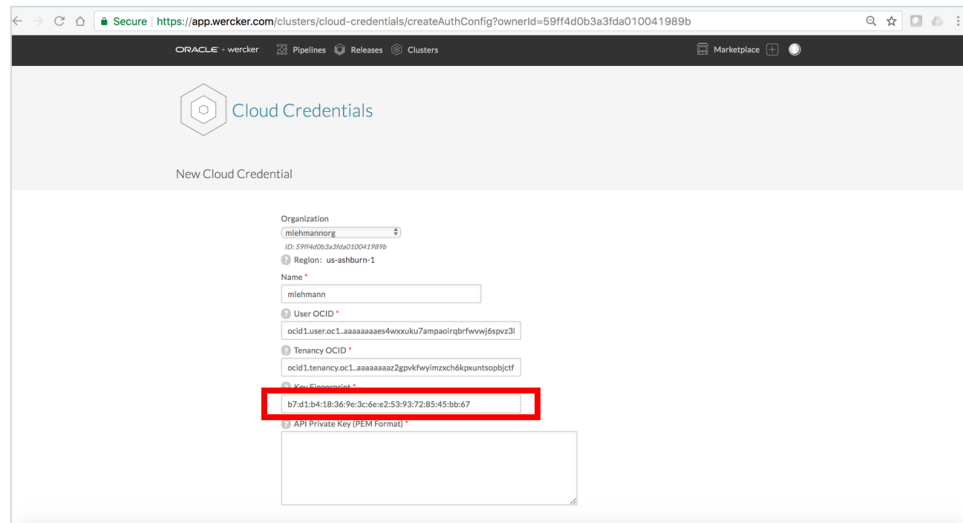 Secure https://app.wercker.com/clusters/cloud-credentials/createAuthConfig?ownerId=59ff4d0b3a3fda010041989b
ORACLE + wercker Pipelines Releases Clusters Marketplace
Cloud Credentials
New Cloud Credential
Organization
mlehmannorg
ID: 59ff4d0b3a3fda010041989b
? Region: us-ashburn-1
Name *
mlehmann
? User OCID *
ocid1.user.oc1..aaaaaaaaes4wxxuku7ampaoirqbrfwvwj6spvz3l
? Tenancy OCID *
ocid1.tenancy.oc1..aaaaaaaaz2gpvkfwyimzxch6kpxuntsopbjctf
? Key Fingerprint *
b7:d1:b4:18:36:9e:3c:6e:e2:53:93:72:85:45:bb:67
? API Private Key (PEM Format) *